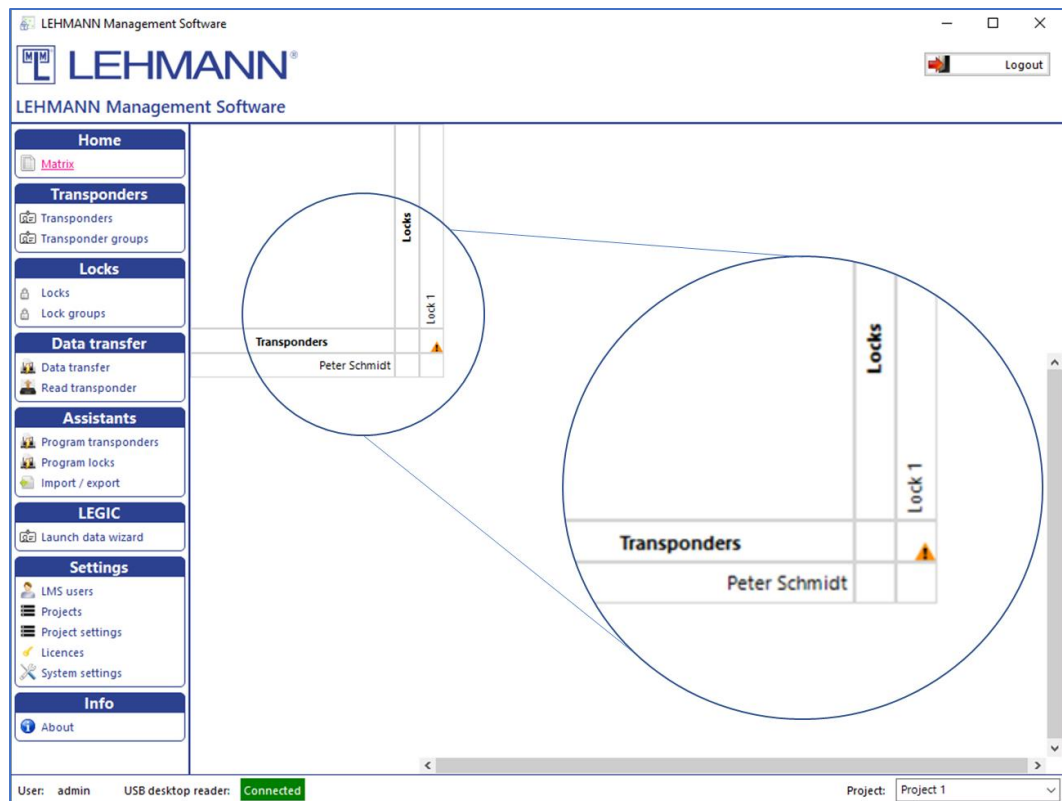 LEHMANN Management Software
LEHMANN®
Logout
LEHMANN Management Software
Home
Matrix
Transponders
Transponders
Transponder groups
Locks
Locks
Lock groups
Data transfer
Data transfer
Read transponder
Assistants
Program transponders
Program locks
Import / export
LEGIC
Launch data wizard
Settings
LMS users
Projects
Project settings
Licences
System settings
Info
About
Locks
Lock 1
Transponders
Peter Schmidt
Locks
Lock 1
Transponders
Peter Schmidt
User: admin USB desktop reader: Connected Project: Project 1